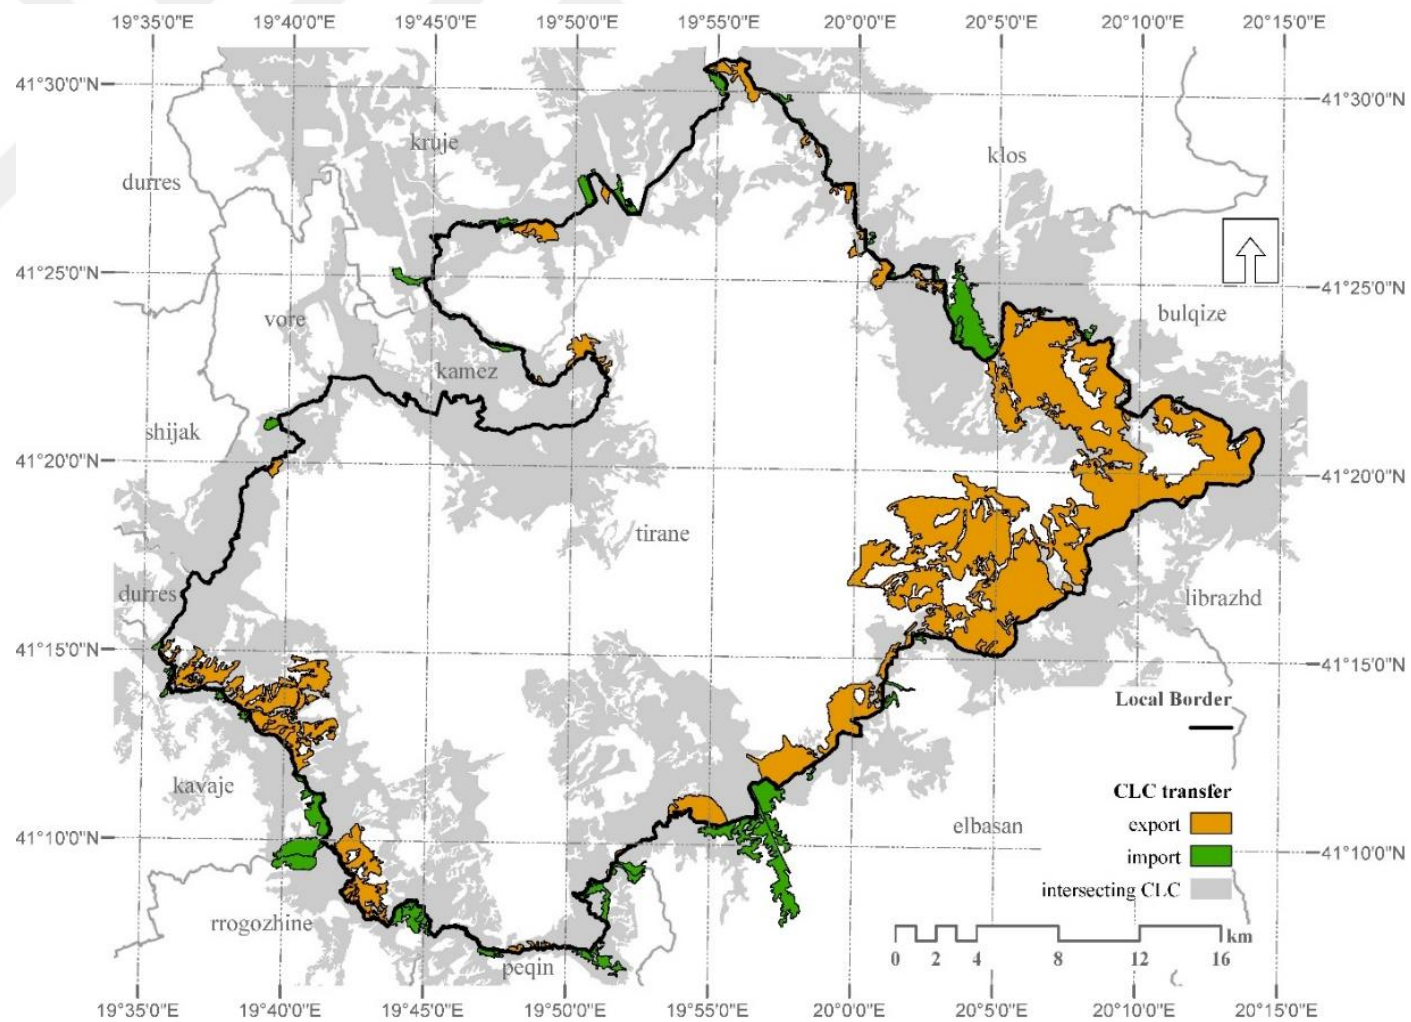 19°35'0"E 19°40'0"E 19°45'0"E 19°50'0"E 19°55'0"E 20°00'0"E 20°05'0"E 20°10'0"E 20°15'0"E
41°30'0"N 41°30'0"N
kruje
klos
durres
41°25'0"N 41°25'0"N
vore
bulqize
kamez
shijak
41°20'0"N 41°20'0"N
tirane
durres
librazhd
41°15'0"N 41°15'0"N
Local Border
kavaje
CLC transfer
export
elbasan
41°10'0"N 41°10'0"N
import
intersecting CLC
rrogozhine
km
0 2 4 8 12 16
peqin
19°35'0"E 19°40'0"E 19°45'0"E 19°50'0"E 19°55'0"E 20°00'0"E 20°05'0"E 20°10'0"E 20°15'0"E